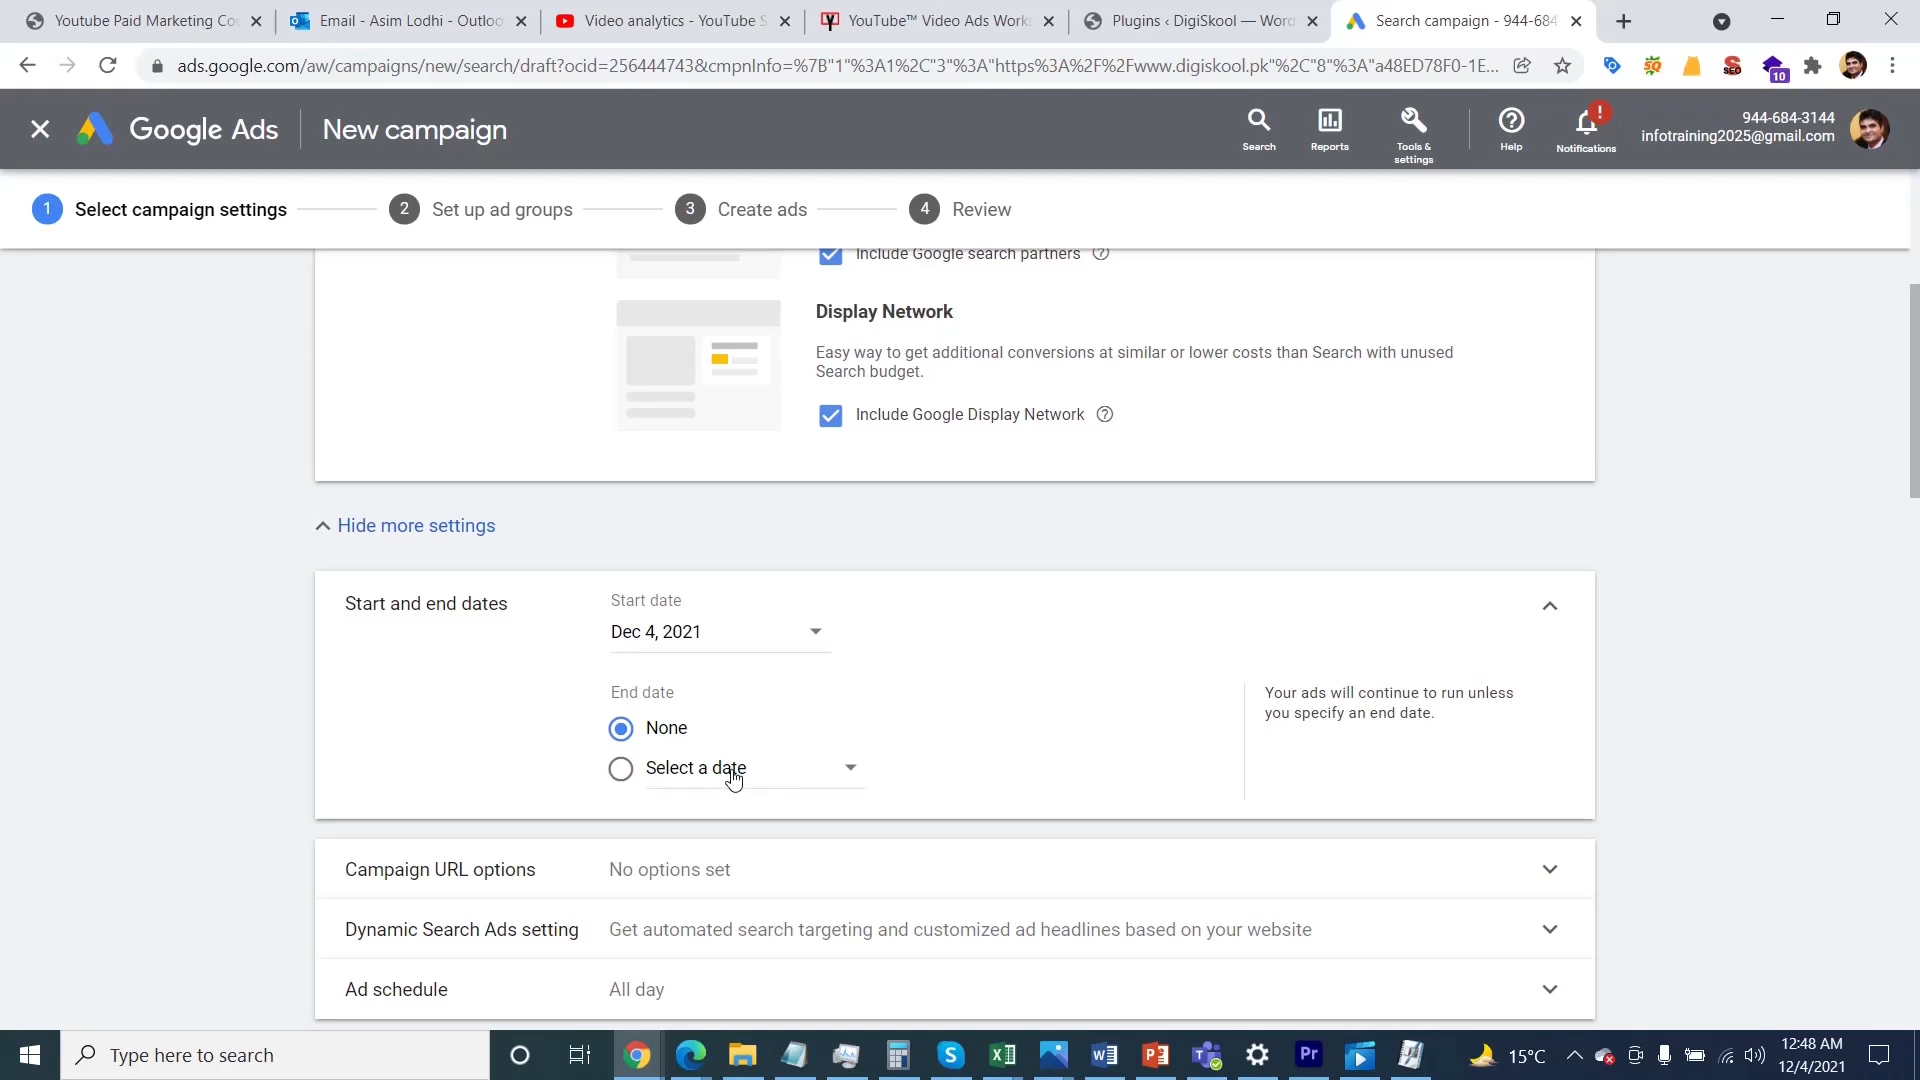 Youtube Paid Marketing Co
Email - Asim Lodhi - Outloo
Video analytics - YouTube S
YouTube™ Video Ads Works
Plugins ‹ DigiSkool — Word
Search campaign - 944-684
ads.google.com/aw/campaigns/new/search/draft?ocid=256444743&cmpnInfo=%7B"1"%3A1%2C"3"%3A"https%3A%2F%2Fwww.digiskool.pk"%2C"8"%3A"a48ED78F0-1E...
SEO
10
Google Ads
New campaign
Search
Reports
Tools &
settings
Help
!
Notifications
944-684-3144
infotraining2025@gmail.com
1 Select campaign settings
2 Set up ad groups
3 Create ads
4 Review
Include Google search partners
Display Network
Easy way to get additional conversions at similar or lower costs than Search with unused
Search budget.
Include Google Display Network
Hide more settings
Start and end dates
Start date
Dec 4, 2021
End date
None
Select a date
Your ads will continue to run unless
you specify an end date.
Campaign URL options No options set
Dynamic Search Ads setting Get automated search targeting and customized ad headlines based on your website
Ad schedule All day
Type here to search
Pr
15°C
12:48 AM
12/4/2021